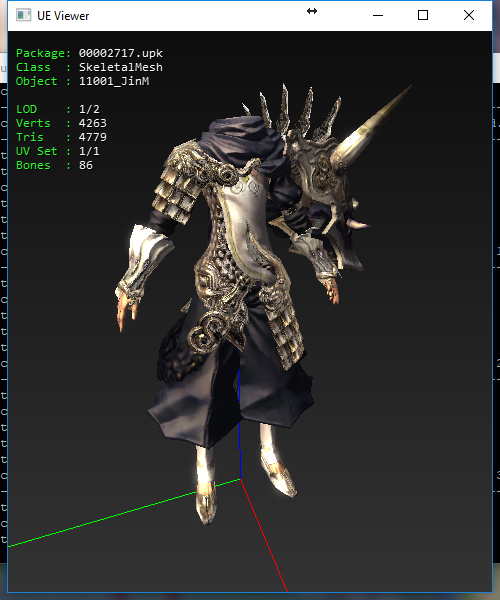 UE Viewer
Package: 00002717.upk
Class : SkeletalMesh
Object : 11001_JinM
LOD : 1/2
Verts : 4263
Tris : 4779
UV Set : 1/1
Bones : 86